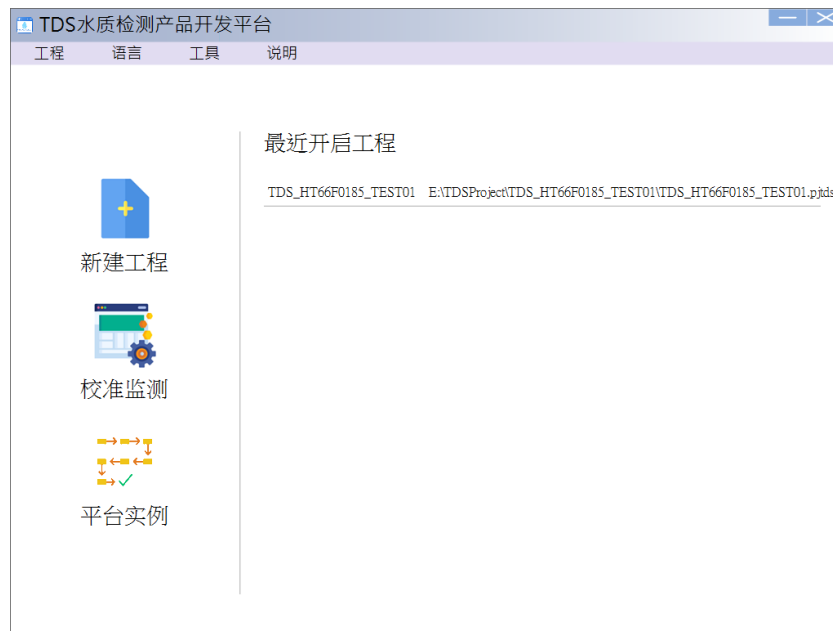 TDS水质检测产品开发平台
工程 语言 工具 说明
最近开启工程
TDS_HT66F0185_TEST01 E:\TDSProject\TDS_HT66F0185_TEST01\TDS_HT66F0185_TEST01.pjtds
新建工程
校准监测
平台实例